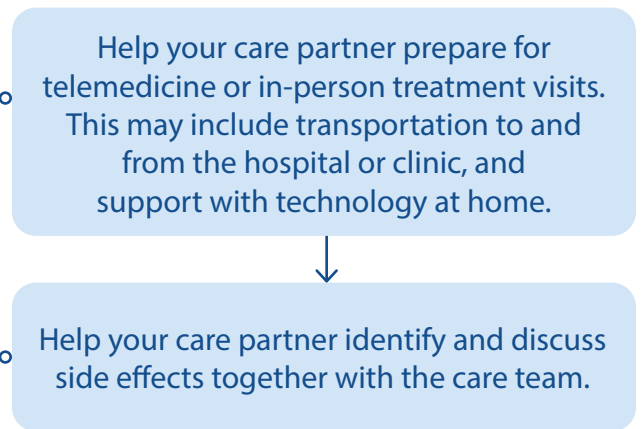 Help your care partner prepare for
telemedicine or in-person treatment visits.
This may include transportation to and
from the hospital or clinic, and
support with technology at home.
Help your care partner identify and discuss
side effects together with the care team.